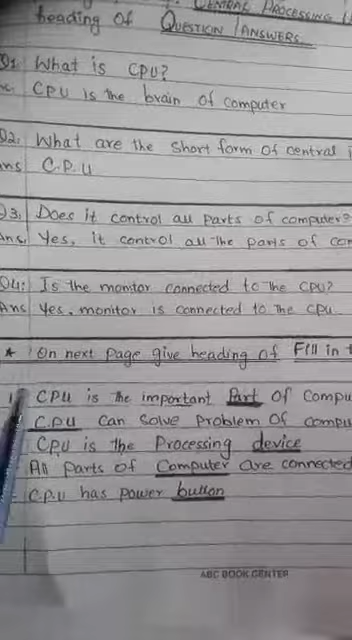 CENTRAL PROCESSING
heading of QUESTION / ANSWERS
Q1. What is CPU?
CPU is the brain of computer
Q2. What are the short form of central
ans C.P.U
Q3. Does it control all parts of computer?
Ans. Yes, it control all the parts of com
Q4: Is the monitor connected to the CPU?
Ans Yes, monitor is connected to the CPU
* On next page give heading of Fill in t
CPU is the important Part of Compu
C.P.U can solve problem of compu
CPU is the Processing device
All parts of Computer are connected
C.P.U has power button
ABC BOOK CENTER